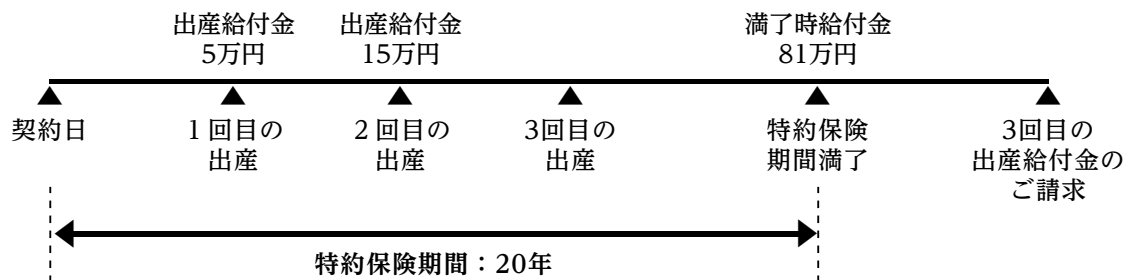 出産給付金
5万円
出産給付金
15万円
満了時給付金
81万円
契約日
1回目の
出産
2回目の
出産
3回目の
出産
特約保険
期間満了
3回目の
出産給付金の
ご請求
特約保険期間：20年